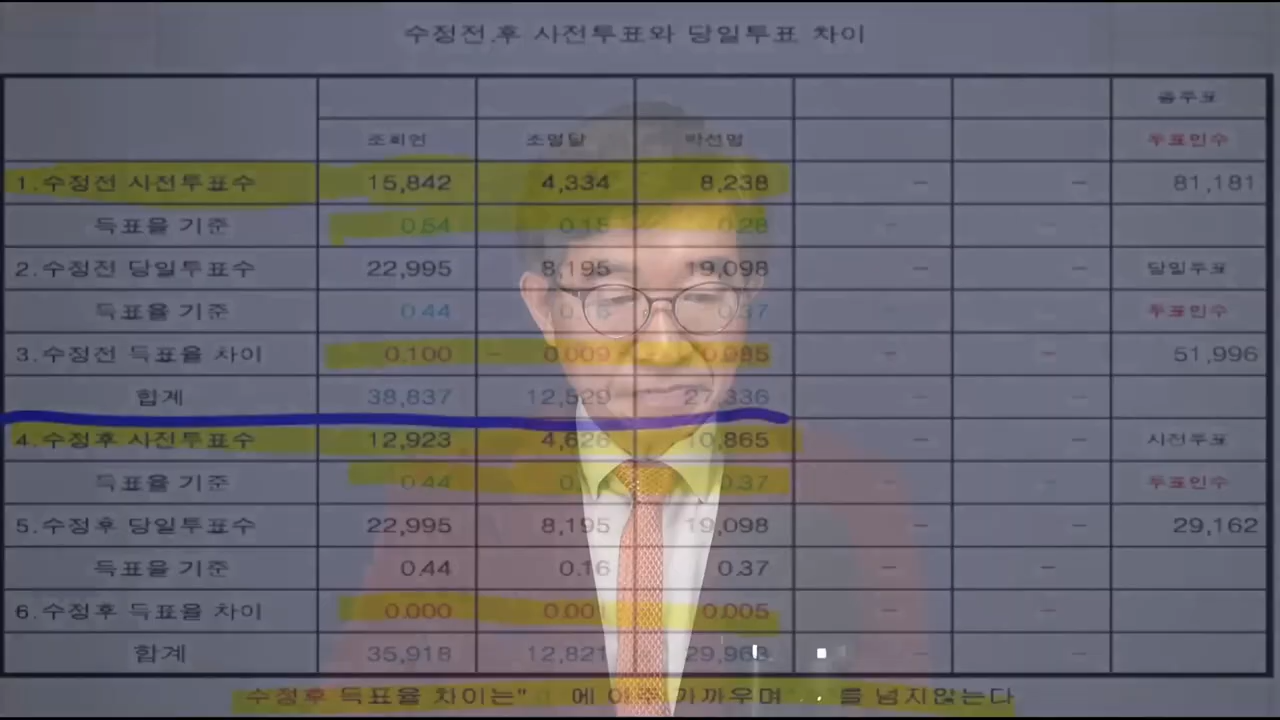 수정전.후 사전투표와 당일투표 차이
총투표
조희연 조영달 박선영 투표인수
1.수정전 사전투표수 15,842 4,334 8,238 – – 81,181
득표율 기준 0.54 0.15 0.28 – –
2.수정전 당일투표수 22,995 8,195 19,098 – – 당일투표
득표율 기준 0.44 0.16 0.37 – – 투표인수
3.수정전 득표율 차이 0.100 – 0.009 – – 51,996
합계 38,837 12,529 27,336 – –
4.수정후 사전투표수 12,923 4,626 10,865 – – 사전투표
득표율 기준 0.44 0.37 – – 투표인수
5.수정후 당일투표수 22,995 8,195 19,098 – – 29,162
득표율 기준 0.44 0.16 0.37 – –
6.수정후 득표율 차이 0.000 0.001 0.005 – –
합계 35,918 12,821 29,963 – –
수정후 득표율 차이는" 에 아주 가까우며 를 넘지않는다